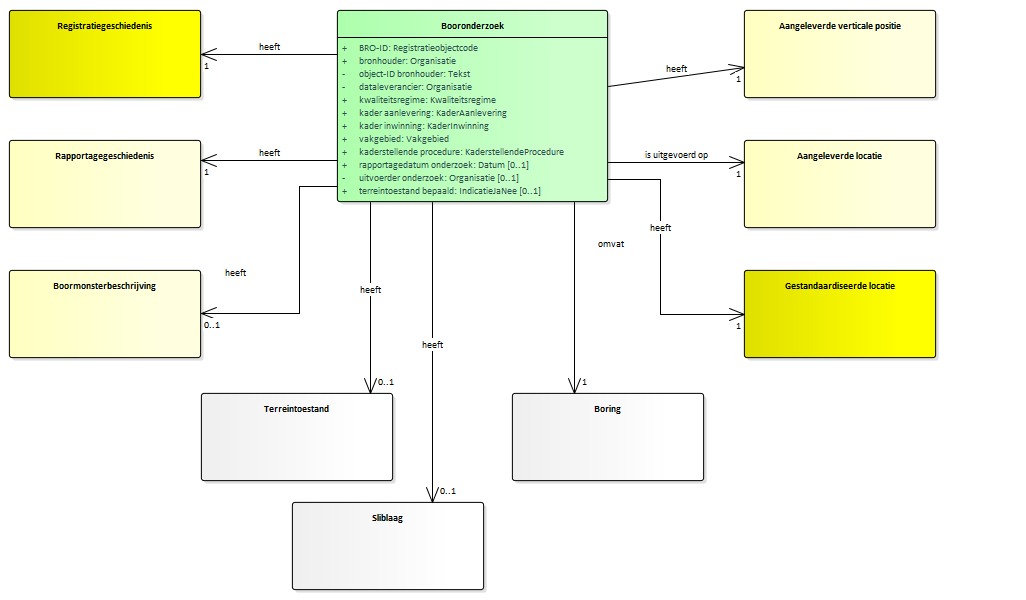 Registratiegeschiedenis
heeft
1
Booronderzoek
+ BRO-ID: Registratieobjectcode
+ bronhouder: Organisatie
- object-ID bronhouder: Tekst
- dataleverancier: Organisatie
+ kwaliteitsregime: Kwaliteitsregime
+ kader aanlevering: KaderAanlevering
+ kader inwinning: KaderInwinning
+ vakgebied: Vakgebied
+ kaderstellende procedure: KaderstellendeProcedure
+ rapportagedatum onderzoek: Datum [0..1]
- uitvoerder onderzoek: Organisatie [0..1]
+ terreintoestand bepaald: IndicatieJaNee [0..1]
Aangeleverde verticale positie
heeft
1
Rapportagegeschiedenis
heeft
1
Aangeleverde locatie
is uitgevoerd op
1
Boormonsterbeschrijving
heeft
0..1
Gestandaardiseerde locatie
heeft
1
omvat
1
heeft
0..1
heeft
0..1
Terreintoestand
Boring
Sliblaag